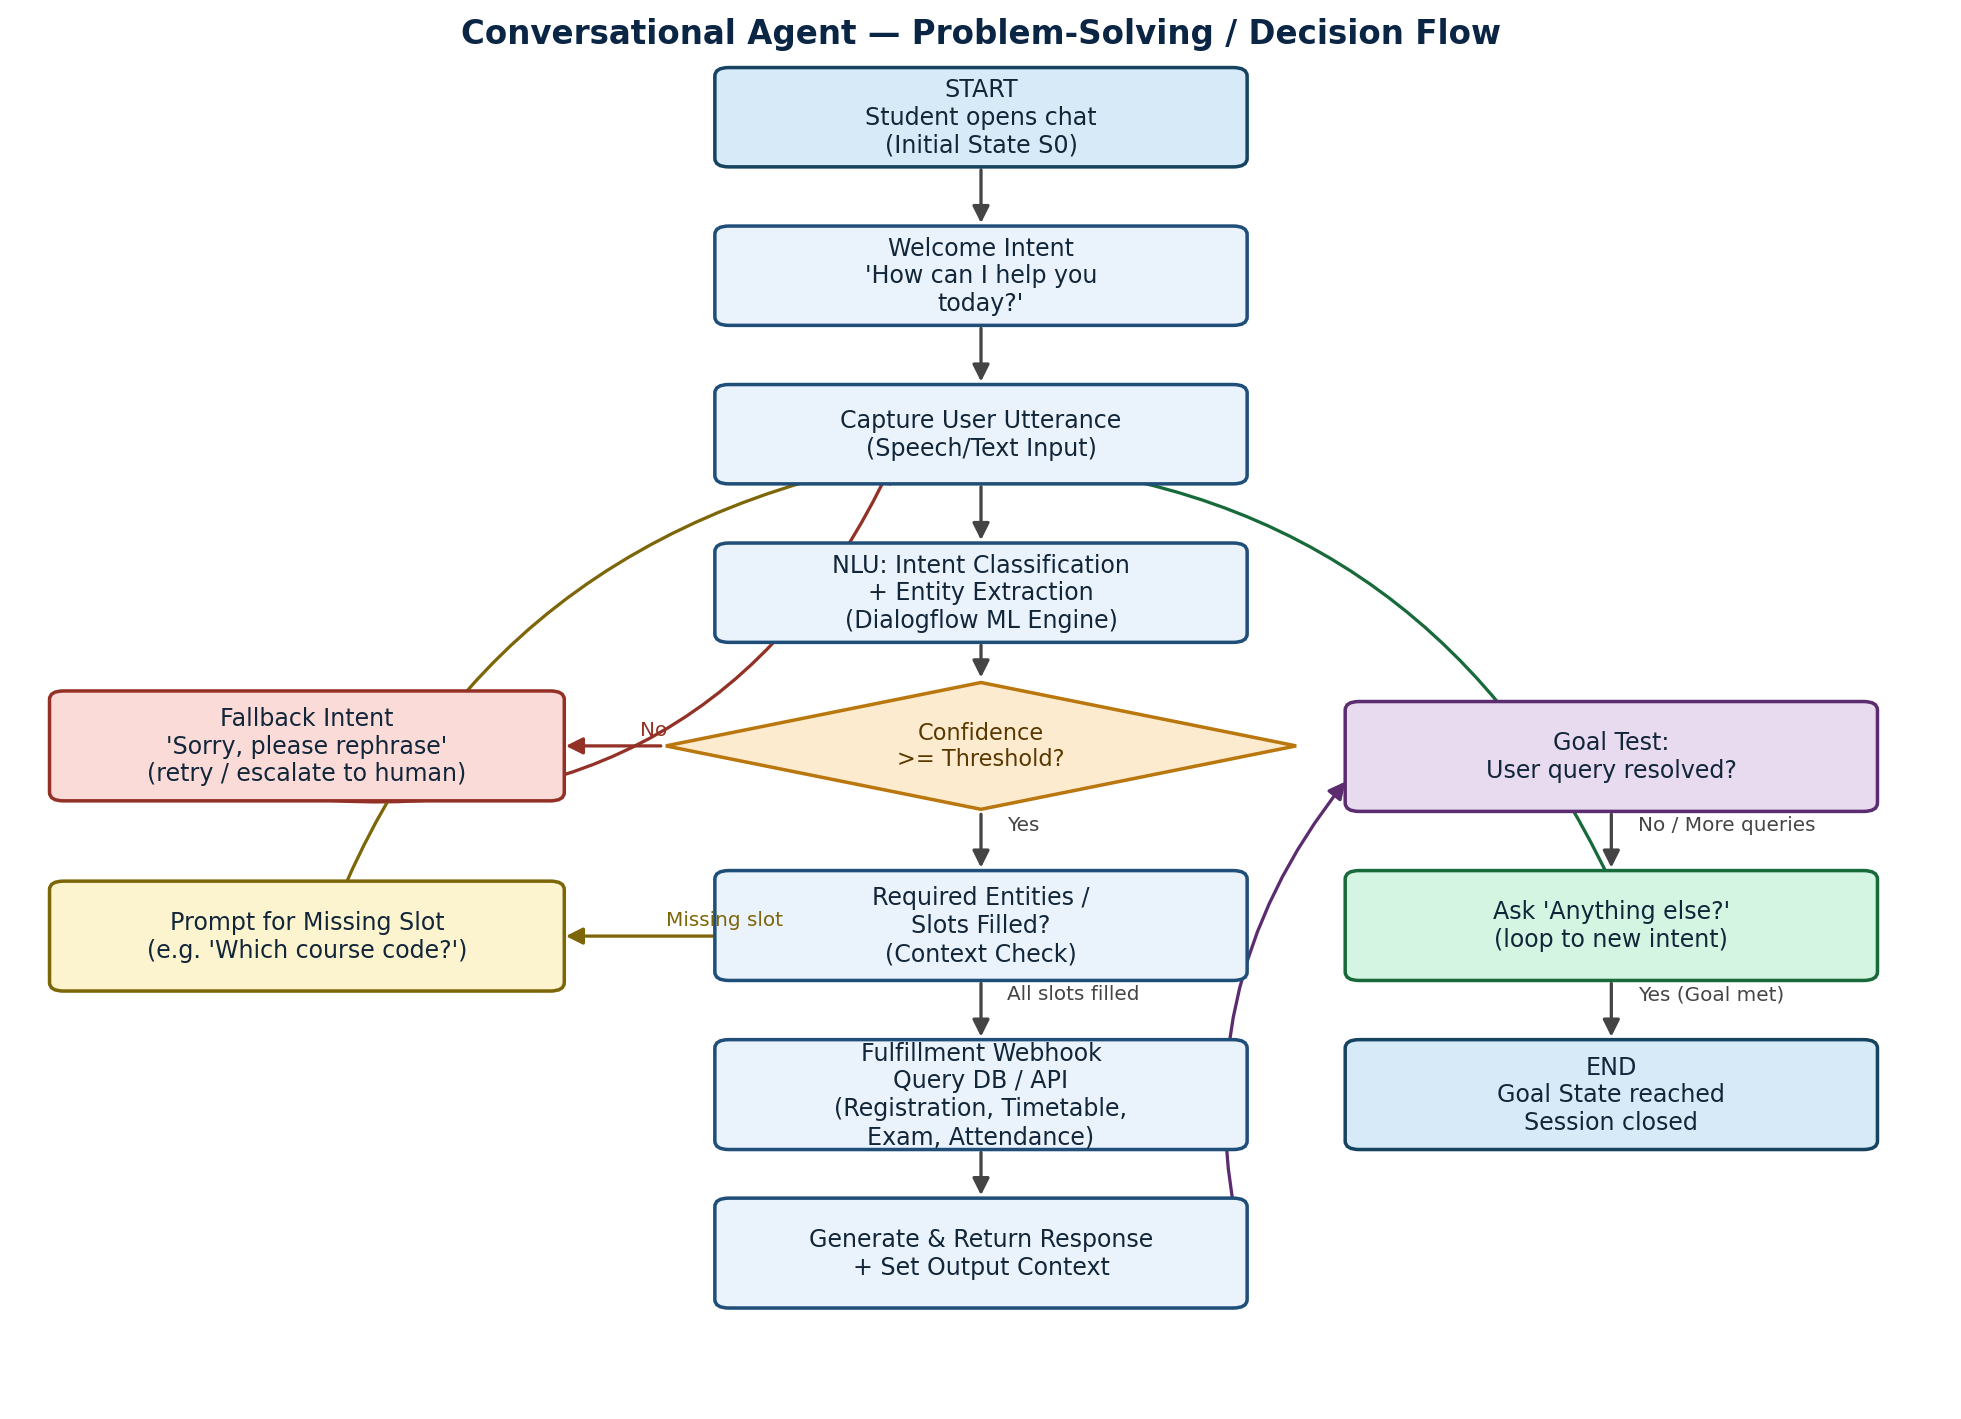 Conversational Agent — Problem-Solving / Decision Flow
START
Student opens chat
(Initial State S0)
Welcome Intent
'How can I help you
today?'
Capture User Utterance
(Speech/Text Input)
NLU: Intent Classification
+ Entity Extraction
(Dialogflow ML Engine)
Fallback Intent
'Sorry, please rephrase'
(retry / escalate to human)
No
Confidence
>= Threshold?
Goal Test:
User query resolved?
Yes
No / More queries
Prompt for Missing Slot
(e.g. 'Which course code?')
Missing slot
Required Entities /
Slots Filled?
(Context Check)
Ask 'Anything else?'
(loop to new intent)
All slots filled
Yes (Goal met)
Fulfillment Webhook
Query DB / API
(Registration, Timetable,
Exam, Attendance)
END
Goal State reached
Session closed
Generate & Return Response
+ Set Output Context